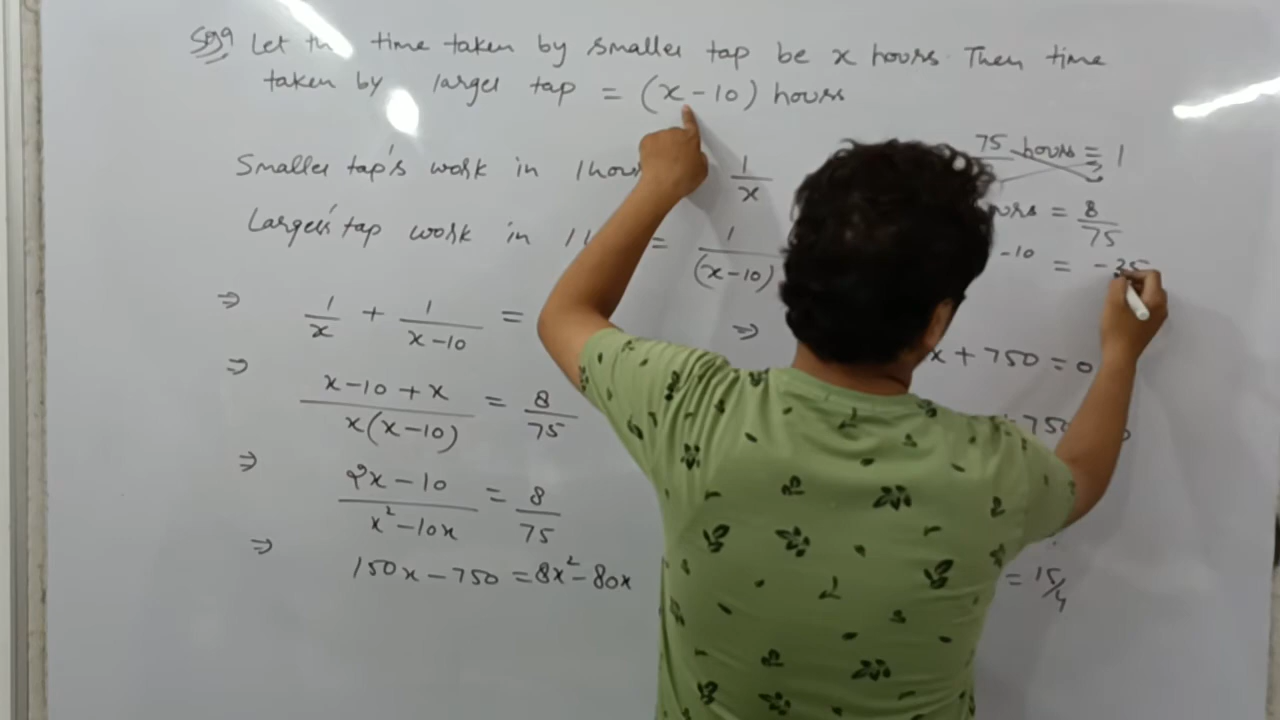 Soln Let the time taken by smaller tap be x hours. Then time
taken by larger tap = (x-10) hours
Smaller tap's work in 1hour 1/x
Larger's tap work in 1 = 1/(x-10)
⇒ 1/x + 1/(x-10) =
⇒ (x-10+x)/(x(x-10)) = 8/75
⇒ (2x-10)/(x²-10x) = 8/75
⇒ 150x-750 = 8x²-80x
75 hours = 1
= 8/75
-10 = -25
⇒ x + 750 = 0
750
= 15/4